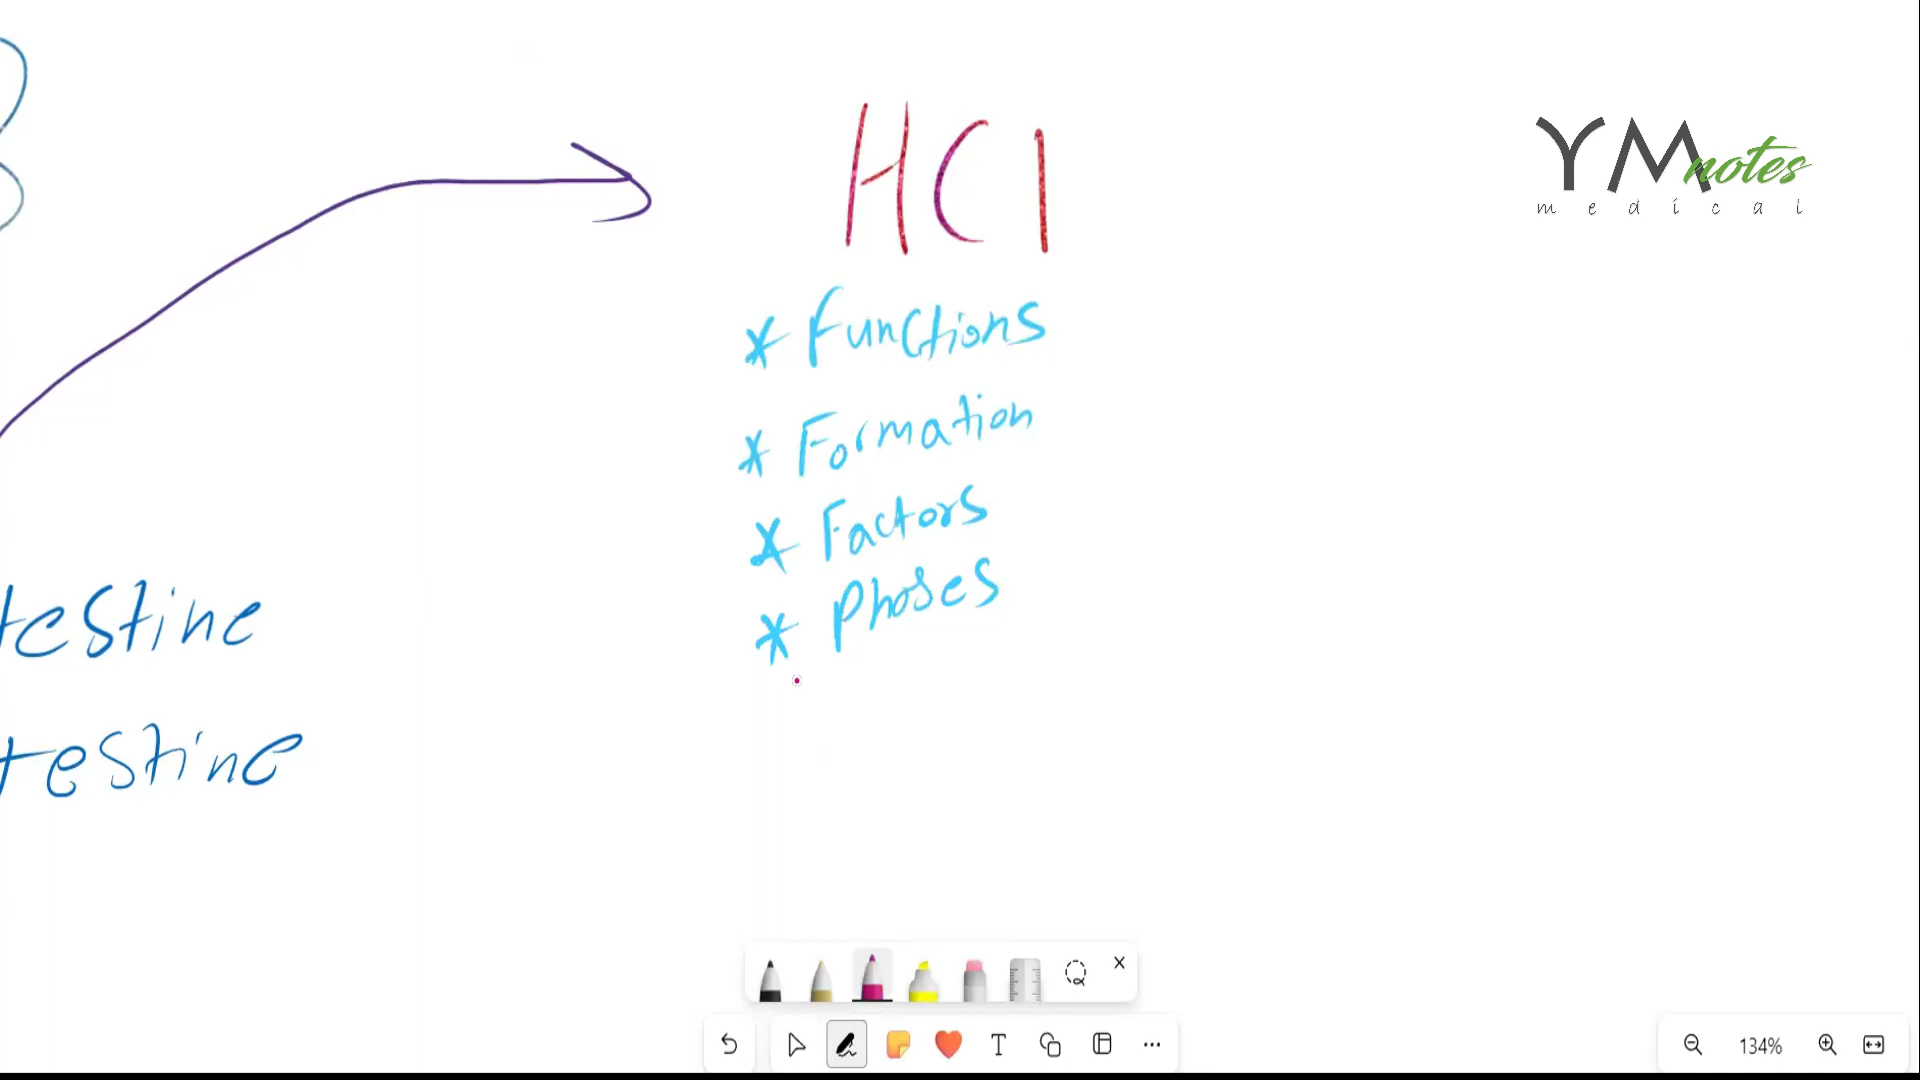 HCl
YM notes
medical
* Functions
* Formation
* Factors
* Phases
testine
testine
134%